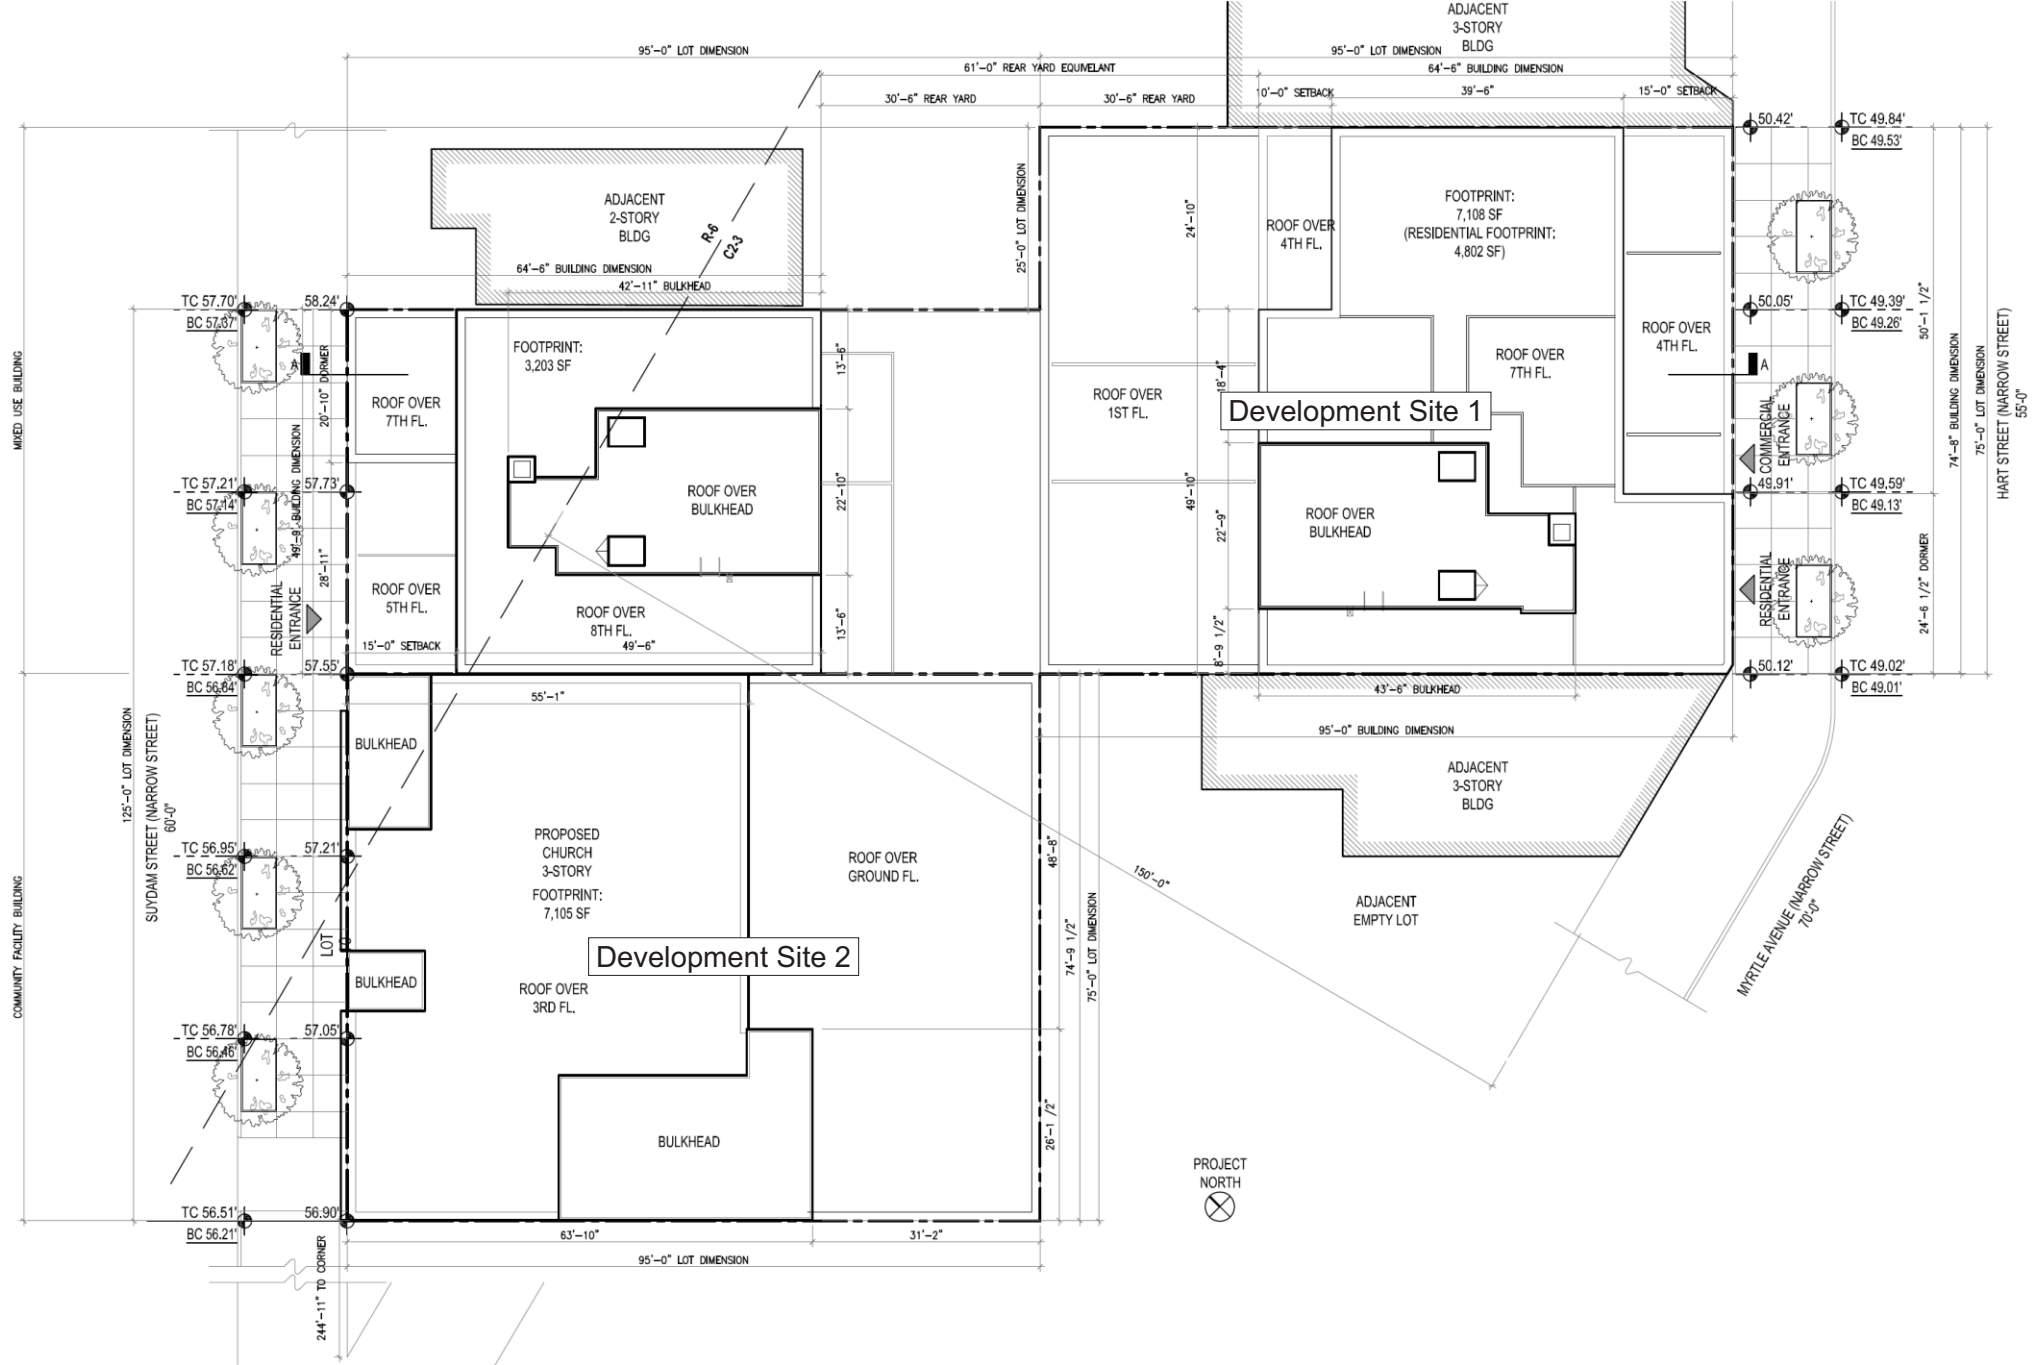 ADJACENT
3-STORY
BLDG
95'-0" LOT DIMENSION
95'-0" LOT DIMENSION
61'-0" REAR YARD EQUIVELANT
64'-6" BUILDING DIMENSION
30'-6" REAR YARD
30'-6" REAR YARD
10'-0" SETBACK
39'-6"
15'-0" SETBACK
50.42'
TC 49.84'
BC 49.53'
ADJACENT
2-STORY
BLDG
R-6
C2-3
25'-0" LOT DIMENSION
24'-10"
ROOF OVER
4TH FL.
FOOTPRINT:
7,108 SF
(RESIDENTIAL FOOTPRINT:
4,802 SF)
64'-6" BUILDING DIMENSION
42'-11" BULKHEAD
TC 57.70'
BC 57.37'
58.24'
50.05'
TC 49.39'
BC 49.26'
50'-1 1/2"
MIXED USE BUILDING
A
20'-10" DORMER
FOOTPRINT:
3,203 SF
13'-6"
ROOF OVER
7TH FL.
ROOF OVER
1ST FL.
18'-4"
Development Site 1
ROOF OVER
7TH FL.
ROOF OVER
4TH FL.
A
COMMERCIAL
ENTRANCE
74'-8" BUILDING DIMENSION
75'-0" LOT DIMENSION
HART STREET (NARROW STREET)
55'-0"
TC 57.21'
BC 57.14'
57.73'
49'-9" BUILDING DIMENSION
28'-11"
ROOF OVER
BULKHEAD
22'-10"
49'-10"
22'-9"
ROOF OVER
BULKHEAD
49.91'
TC 49.59'
BC 49.13'
RESIDENTIAL
ENTRANCE
ROOF OVER
5TH FL.
ROOF OVER
8TH FL.
13'-6"
8'-9 1/2"
RESIDENTIAL
ENTRANCE
24'-6 1/2" DORMER
15'-0" SETBACK
49'-6"
TC 57.18'
BC 56.84'
57.55'
50.12'
TC 49.02'
BC 49.01'
55'-1"
43'-6" BULKHEAD
95'-0" BUILDING DIMENSION
125'-0" LOT DIMENSION
SUYDAM STREET (NARROW STREET)
60'-0"
BULKHEAD
ADJACENT
3-STORY
BLDG
PROPOSED
CHURCH
3-STORY
FOOTPRINT:
7,105 SF
ROOF OVER
GROUND FL.
48'-8"
150'-0"
TC 56.95'
BC 56.62'
57.21'
ADJACENT
EMPTY LOT
MYRTLE AVENUE (NARROW STREET)
70'-0"
COMMUNITY FACILITY BUILDING
LOT
Development Site 2
74'-9 1/2"
75'-0" LOT DIMENSION
BULKHEAD
ROOF OVER
3RD FL.
TC 56.78'
BC 56.46'
57.05'
BULKHEAD
26'-1 1/2"
PROJECT
NORTH
TC 56.51'
BC 56.21'
56.90'
63'-10"
31'-2"
95'-0" LOT DIMENSION
244'-11" TO CORNER